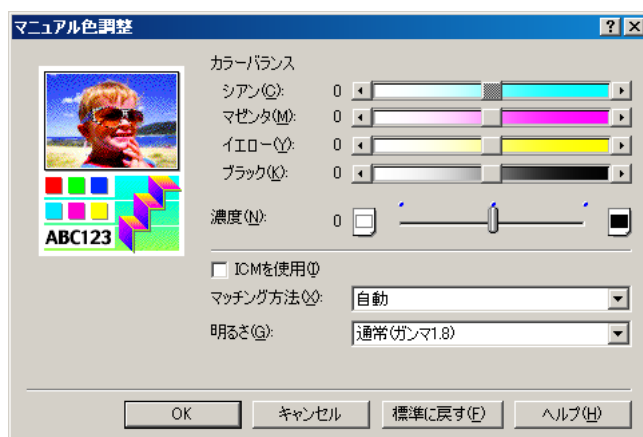 マニュアル色調整
カラーバランス
シアン(C): 0
マゼンタ(M): 0
イエロー(Y): 0
ブラック(K): 0
濃度(N): 0
ABC123
ICMを使用(I)
マッチング方法(X): 自動
明るさ(G): 通常(ガンマ1.8)
OK キャンセル 標準に戻す(F) ヘルプ(H)